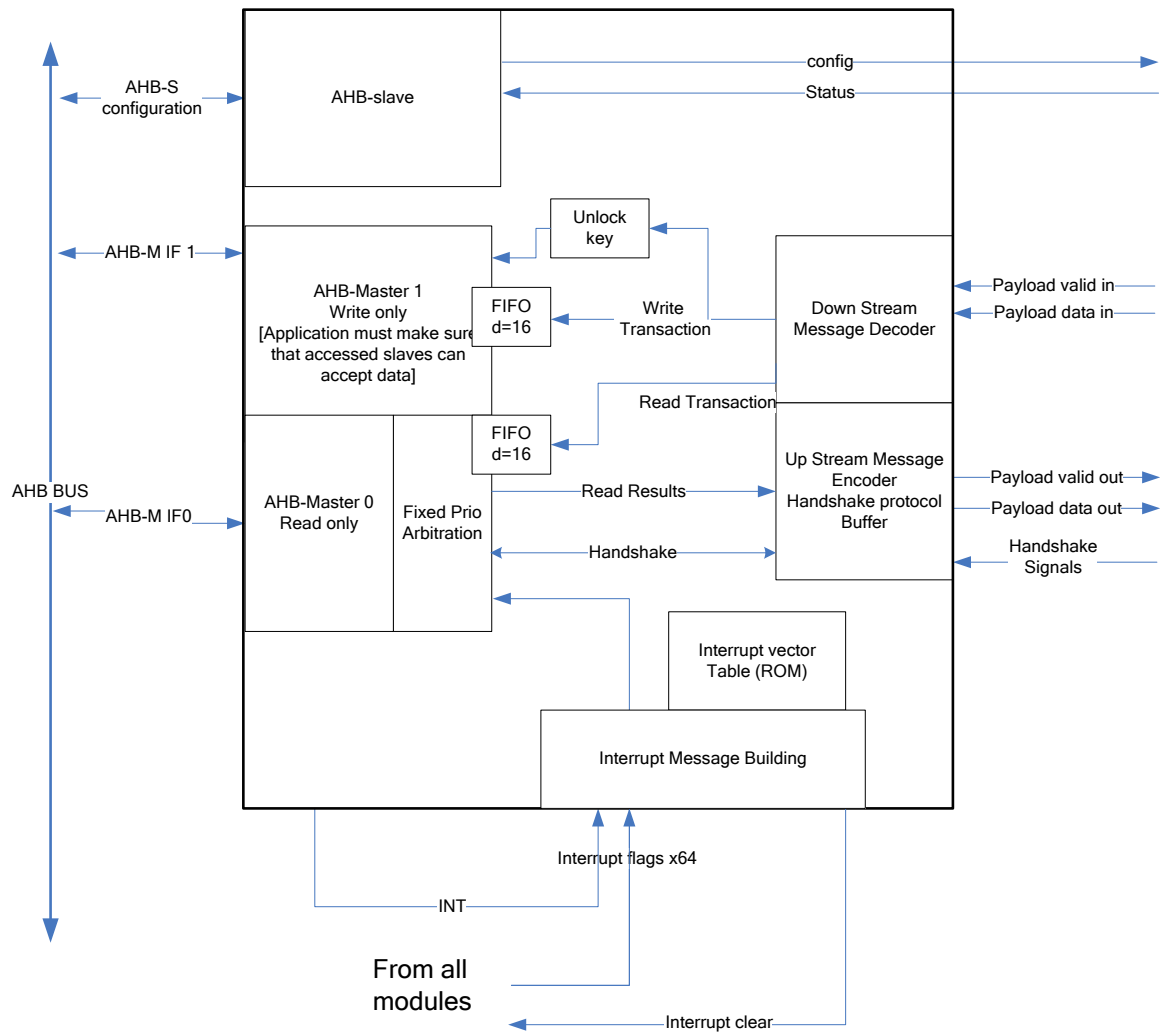 config
AHB-S
configuration
AHB-slave
Status
Unlock
key
AHB-M IF 1
AHB-Master 1
Write only
[Application must make sure
that accessed slaves can
accept data]
FIFO
d=16
Write
Transaction
Down Stream
Message Decoder
Payload valid in
Payload data in
Read Transaction
FIFO
d=16
AHB BUS
AHB-M IF0
AHB-Master 0
Read only
Fixed Prio
Arbitration
Read Results
Handshake
Up Stream Message
Encoder
Handshake protocol
Buffer
Payload valid out
Payload data out
Handshake
Signals
Interrupt vector
Table (ROM)
Interrupt Message Building
Interrupt flags x64
INT
From all
modules
Interrupt clear